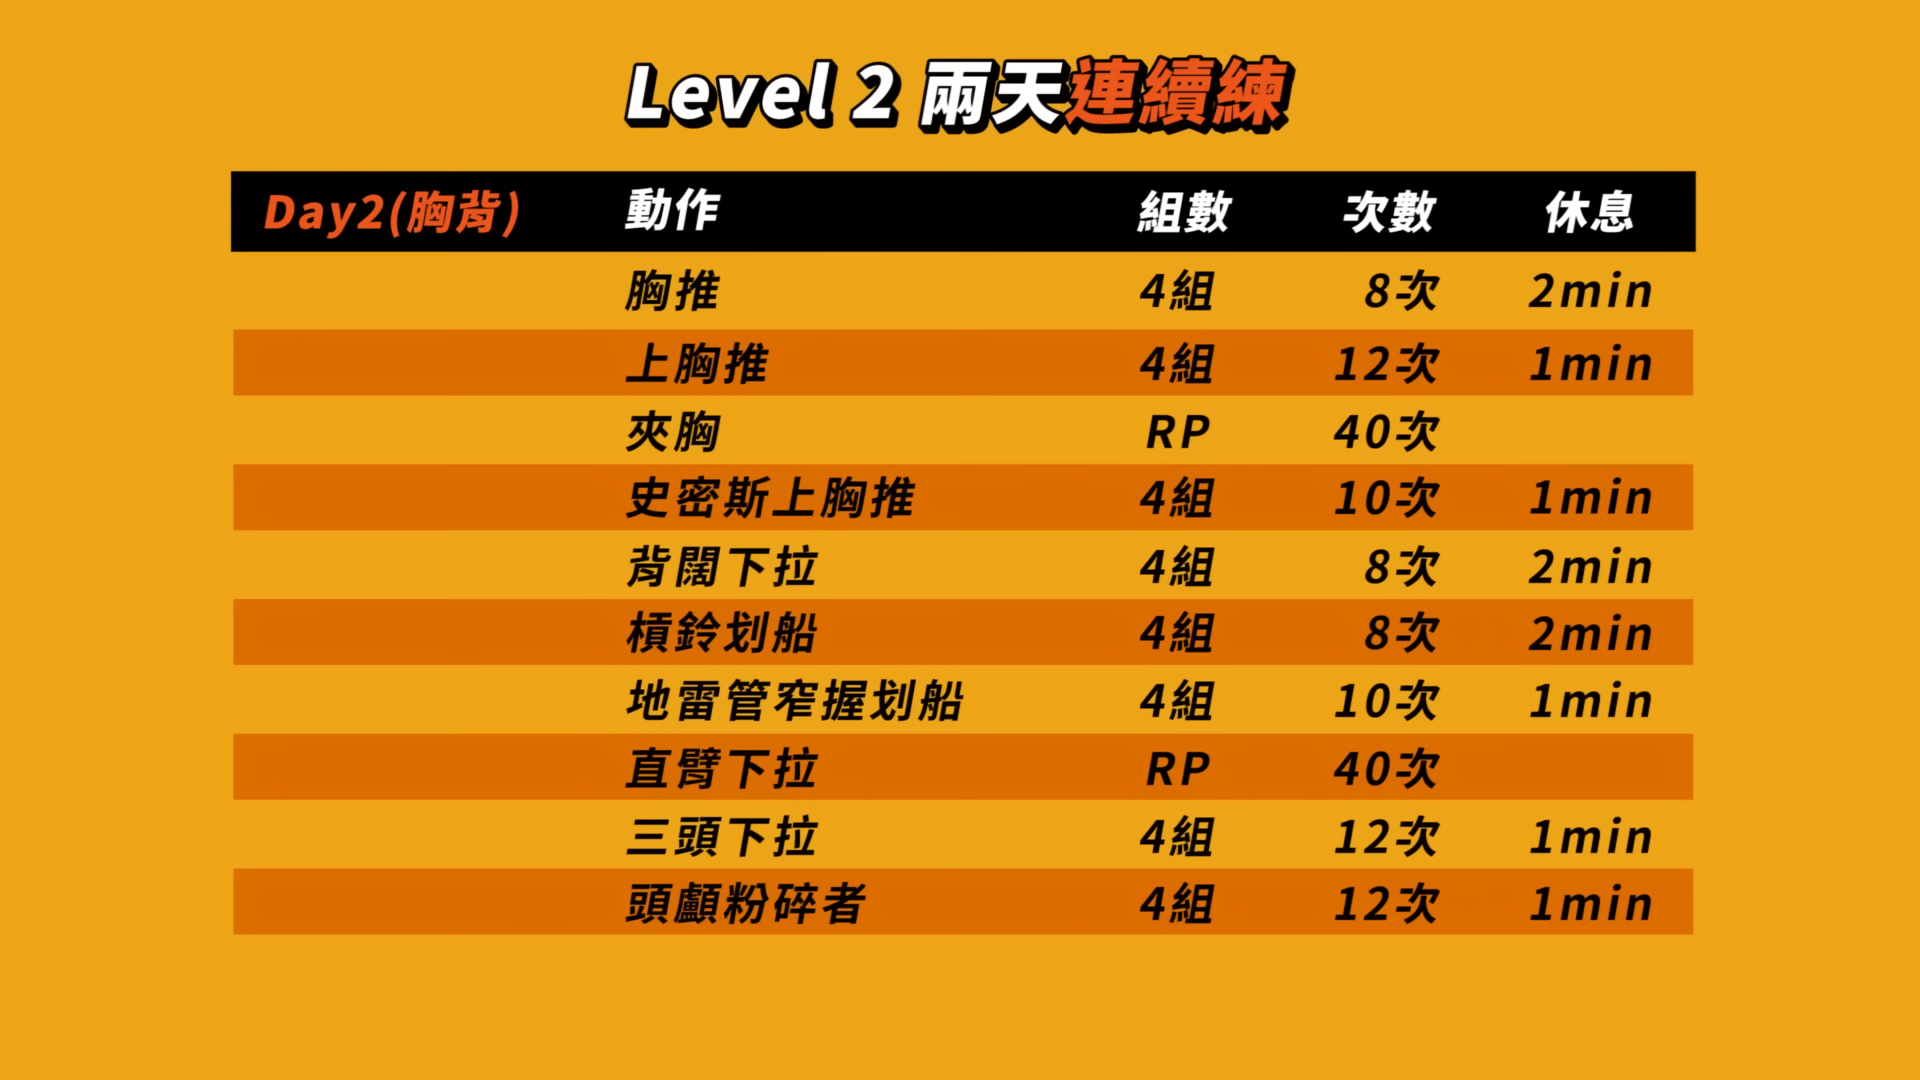 Level 2 兩天連續練
Day2(胸背) 動作 組數 次數 休息
胸推 4組 8次 2min
上胸推 4組 12次 1min
夾胸 RP 40次
史密斯上胸推 4組 10次 1min
背闊下拉 4組 8次 2min
槓鈴划船 4組 8次 2min
地雷管窄握划船 4組 10次 1min
直臂下拉 RP 40次
三頭下拉 4組 12次 1min
頭顱粉碎者 4組 12次 1min